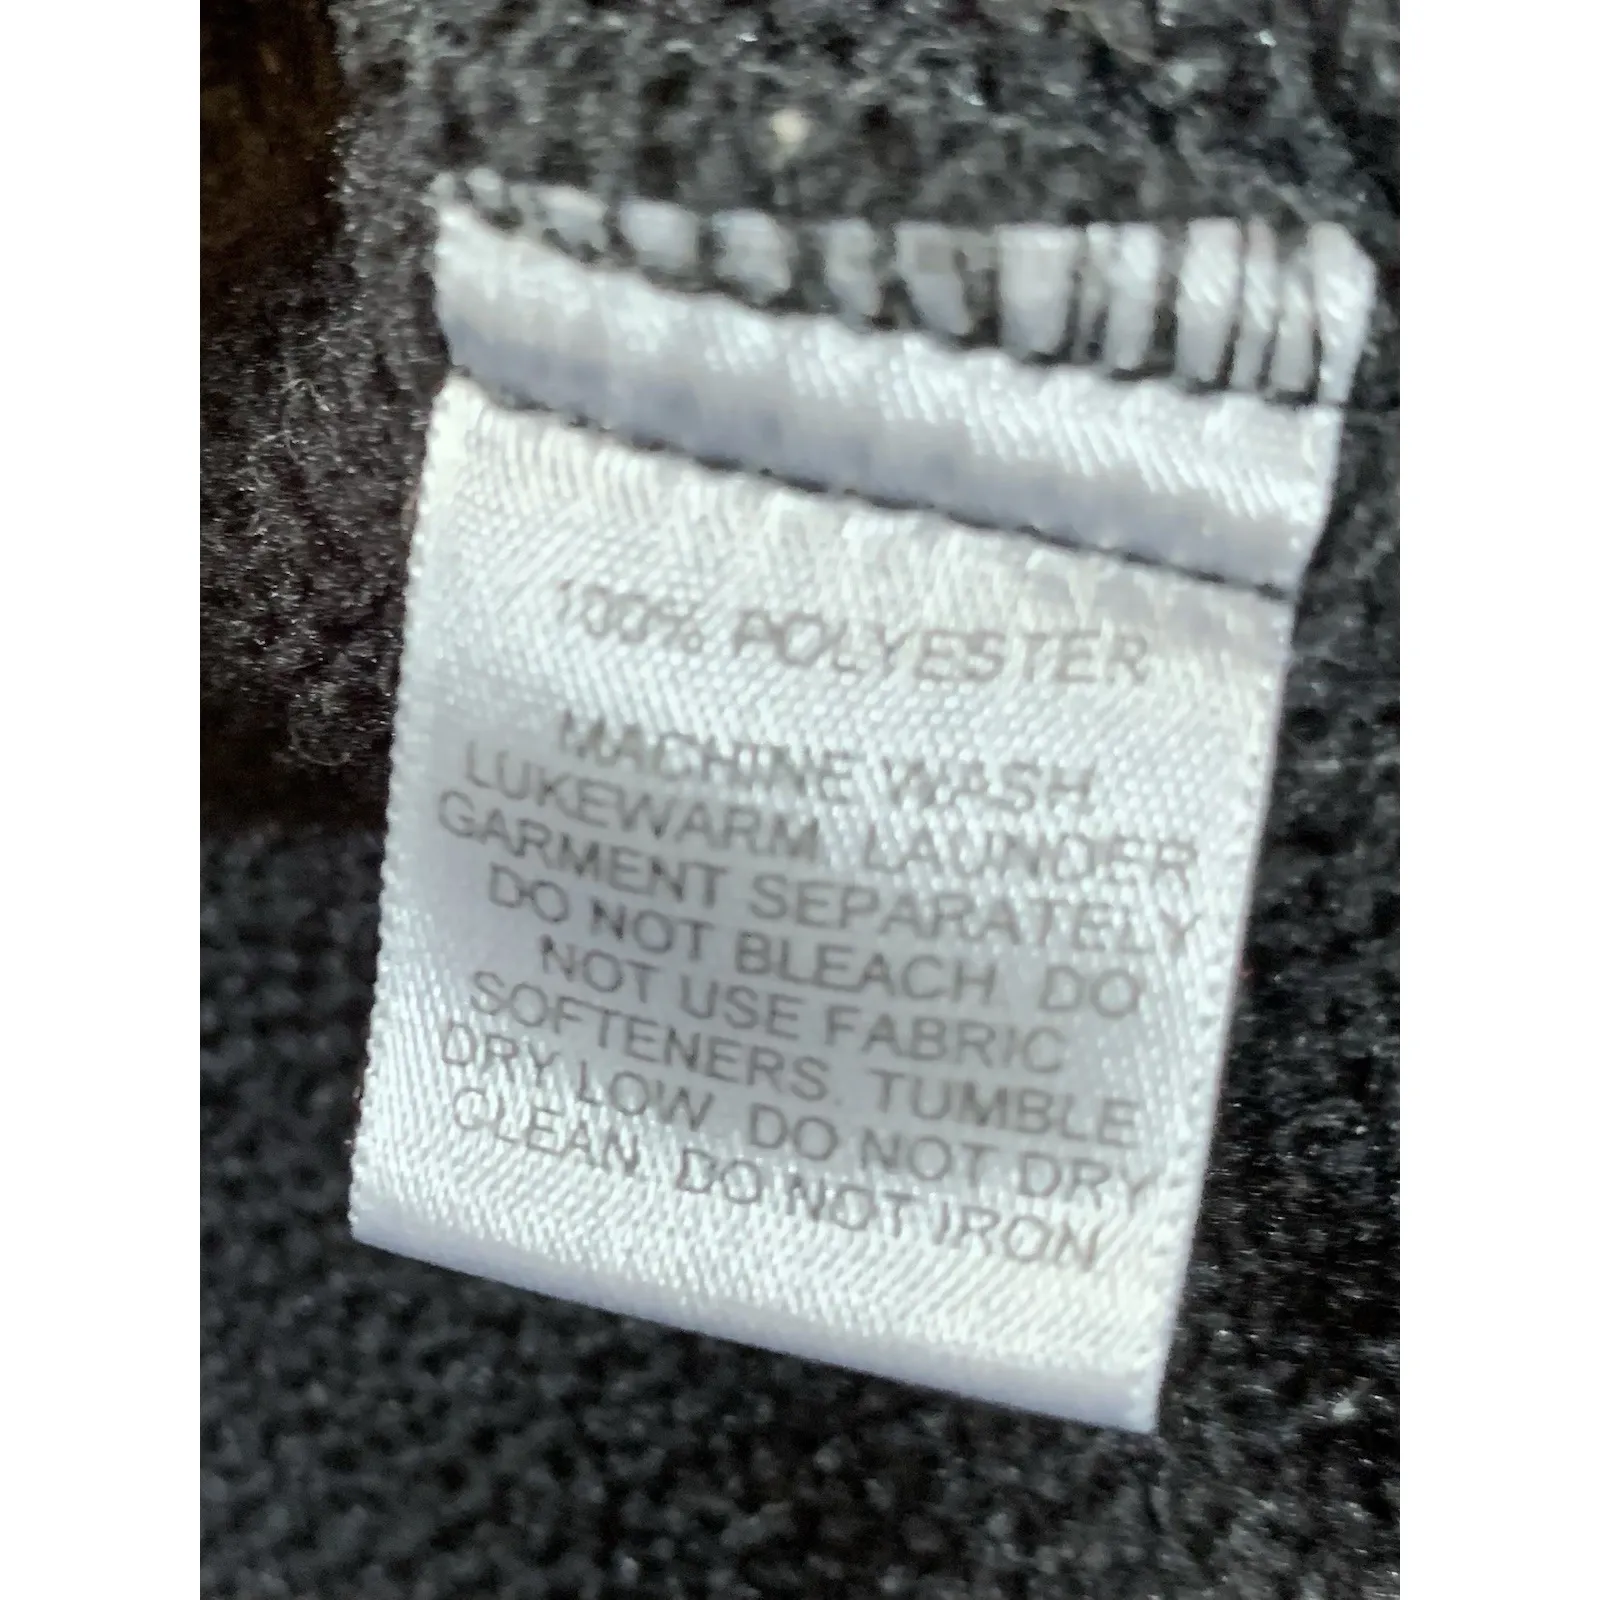 100% POLYESTER
MACHINE WASH
LUKEWARM. LAUNDER
GARMENT SEPARATELY
DO NOT BLEACH. DO
NOT USE FABRIC
SOFTENERS. TUMBLE
DRY LOW. DO NOT DRY
CLEAN. DO NOT IRON